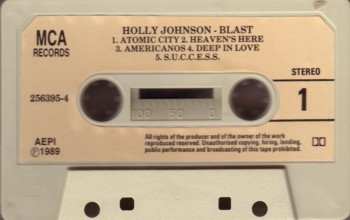 HOLLY JOHNSON - BLAST
MCA
RECORDS
1. ATOMIC CITY 2. HEAVEN'S HERE
3. AMERICANOS 4. DEEP IN LOVE
5. S.U.C.C.E.S.S.
STEREO
256395-4
1
100 50 0
AEPI
Ⓟ1989
All rights of the producer and of the owner of the work
reproduced reserved. Unauthorised copying, hiring, lending,
public performance and broadcasting of this tape prohibited.